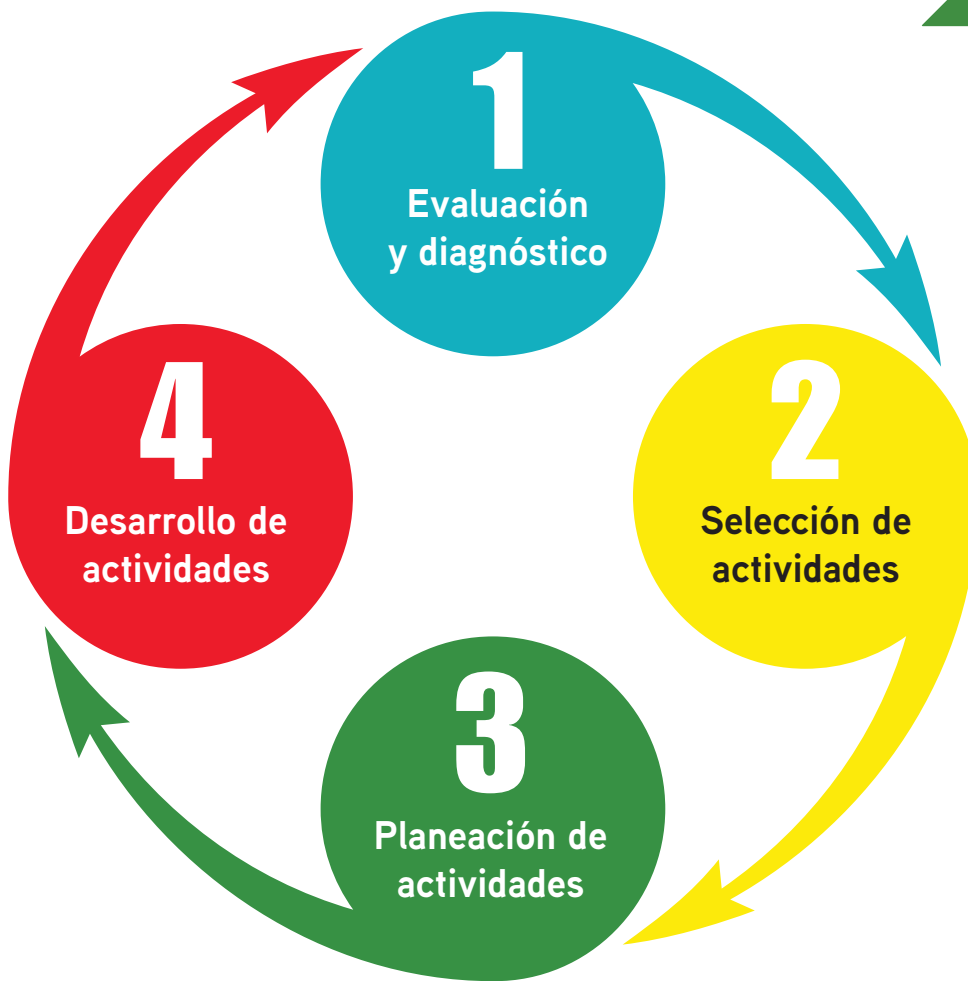 1
Evaluación
y diagnóstico
2
Selección de
actividades
3
Planeación de
actividades
4
Desarrollo de
actividades